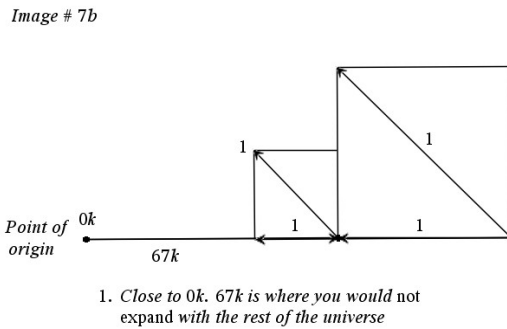 Image # 7b
1
1
0k
1
1
Point of
origin
67k
1. Close to 0k. 67k is where you would not
expand with the rest of the universe